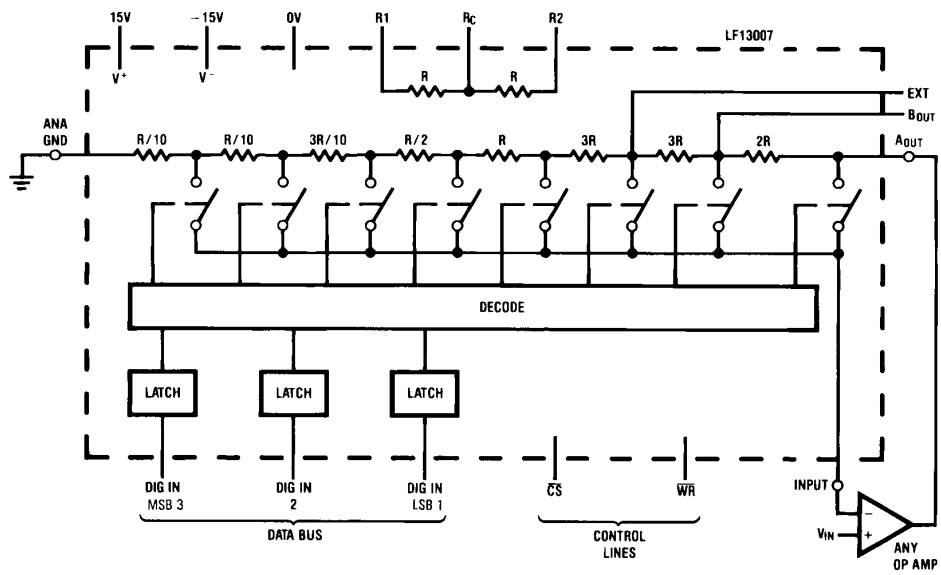 15V -15V 0V R1 RC R2 LF13007
V+ V- R R
EXT
BOUT
ANA GND R/10 R/10 3R/10 R/2 R 3R 3R 2R AOUT
DECODE
LATCH LATCH LATCH
DIG IN MSB 3 DIG IN 2 DIG IN LSB 1 CS WR INPUT
DATA BUS CONTROL LINES VIN - +
ANY OP AMP